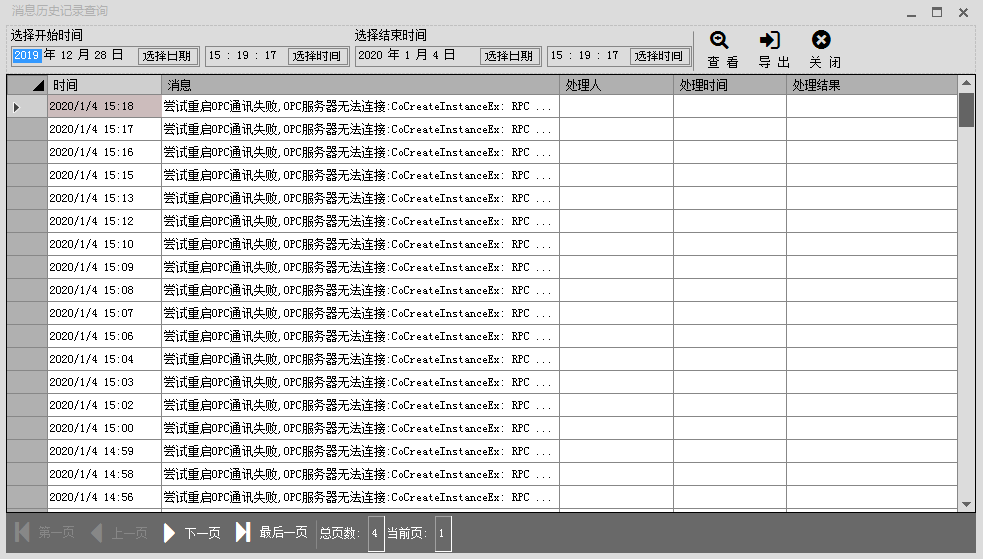 消息历史记录查询
选择开始时间 选择结束时间
2019 年 12 月 28 日 选择日期 15 : 19 : 17 选择时间 2020 年 1 月 4 日 选择日期 15 : 19 : 17 选择时间 查 看 导 出 关 闭
时间 消息 处理人 处理时间 处理结果
2020/1/4 15:18 尝试重启OPC通讯失败,OPC服务器无法连接:CoCreateInstanceEx: RPC ...
2020/1/4 15:17 尝试重启OPC通讯失败,OPC服务器无法连接:CoCreateInstanceEx: RPC ...
2020/1/4 15:16 尝试重启OPC通讯失败,OPC服务器无法连接:CoCreateInstanceEx: RPC ...
2020/1/4 15:15 尝试重启OPC通讯失败,OPC服务器无法连接:CoCreateInstanceEx: RPC ...
2020/1/4 15:13 尝试重启OPC通讯失败,OPC服务器无法连接:CoCreateInstanceEx: RPC ...
2020/1/4 15:12 尝试重启OPC通讯失败,OPC服务器无法连接:CoCreateInstanceEx: RPC ...
2020/1/4 15:10 尝试重启OPC通讯失败,OPC服务器无法连接:CoCreateInstanceEx: RPC ...
2020/1/4 15:09 尝试重启OPC通讯失败,OPC服务器无法连接:CoCreateInstanceEx: RPC ...
2020/1/4 15:08 尝试重启OPC通讯失败,OPC服务器无法连接:CoCreateInstanceEx: RPC ...
2020/1/4 15:07 尝试重启OPC通讯失败,OPC服务器无法连接:CoCreateInstanceEx: RPC ...
2020/1/4 15:06 尝试重启OPC通讯失败,OPC服务器无法连接:CoCreateInstanceEx: RPC ...
2020/1/4 15:04 尝试重启OPC通讯失败,OPC服务器无法连接:CoCreateInstanceEx: RPC ...
2020/1/4 15:03 尝试重启OPC通讯失败,OPC服务器无法连接:CoCreateInstanceEx: RPC ...
2020/1/4 15:02 尝试重启OPC通讯失败,OPC服务器无法连接:CoCreateInstanceEx: RPC ...
2020/1/4 15:00 尝试重启OPC通讯失败,OPC服务器无法连接:CoCreateInstanceEx: RPC ...
2020/1/4 14:59 尝试重启OPC通讯失败,OPC服务器无法连接:CoCreateInstanceEx: RPC ...
2020/1/4 14:58 尝试重启OPC通讯失败,OPC服务器无法连接:CoCreateInstanceEx: RPC ...
2020/1/4 14:56 尝试重启OPC通讯失败,OPC服务器无法连接:CoCreateInstanceEx: RPC ...
第一页 上一页 下一页 最后一页 总页数: 4 当前页: 1